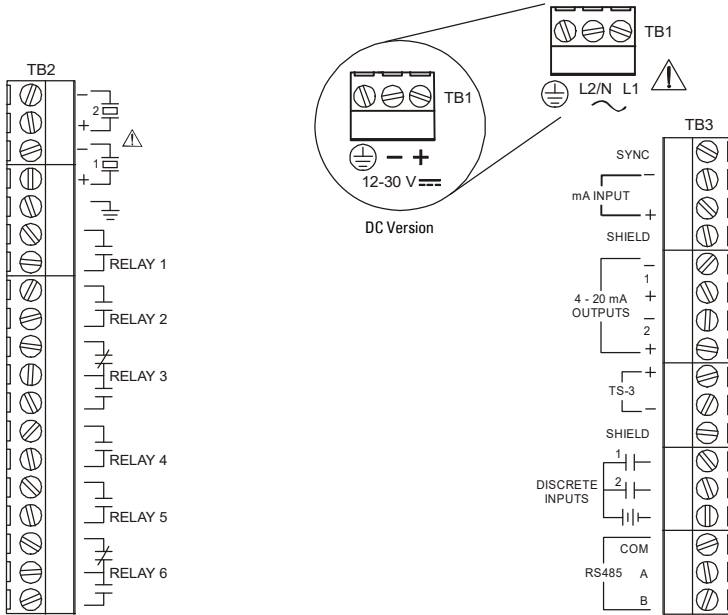 TB2
−
2
+
−
1
+
RELAY 1
RELAY 2
RELAY 3
RELAY 4
RELAY 5
RELAY 6
TB1
− +
12-30 V
DC Version
TB1
L2/N L1
TB3
SYNC
−
mA INPUT
+
SHIELD
−
1
+
4 - 20 mA
OUTPUTS
−
2
+
+
TS-3
−
SHIELD
1
2
DISCRETE
INPUTS
COM
RS485 A
B